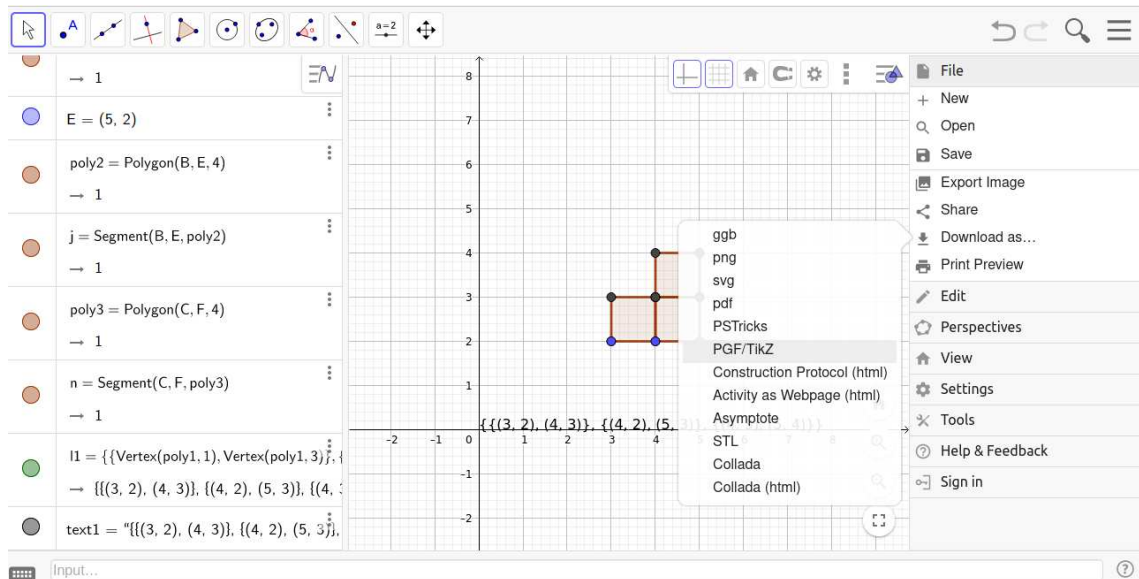 A
α
a=2
→ 1
E = (5, 2)
poly2 = Polygon(B, E, 4)
→ 1
j = Segment(B, E, poly2)
→ 1
poly3 = Polygon(C, F, 4)
→ 1
n = Segment(C, F, poly3)
→ 1
l1 = {{Vertex(poly1, 1), Vertex(poly1, 3)}, {
→ {{(3, 2), (4, 3)}, {(4, 2), (5, 3)}, {(4, 3
text1 = "{{(3, 2), (4, 3)}, {(4, 2), (5, 3)},
Input...
8
7
6
5
4
3
2
1
{{(3, 2), (4, 3)}, {(4, 2), (5,
-2 -1 0 1 2 3 4 5 6 7 8
-1
-2
ggb
png
svg
pdf
PSTricks
PGF/TikZ
Construction Protocol (html)
Activity as Webpage (html)
Asymptote
STL
Collada
Collada (html)
File
New
Open
Save
Export Image
Share
Download as...
Print Preview
Edit
Perspectives
View
Settings
Tools
Help & Feedback
Sign in